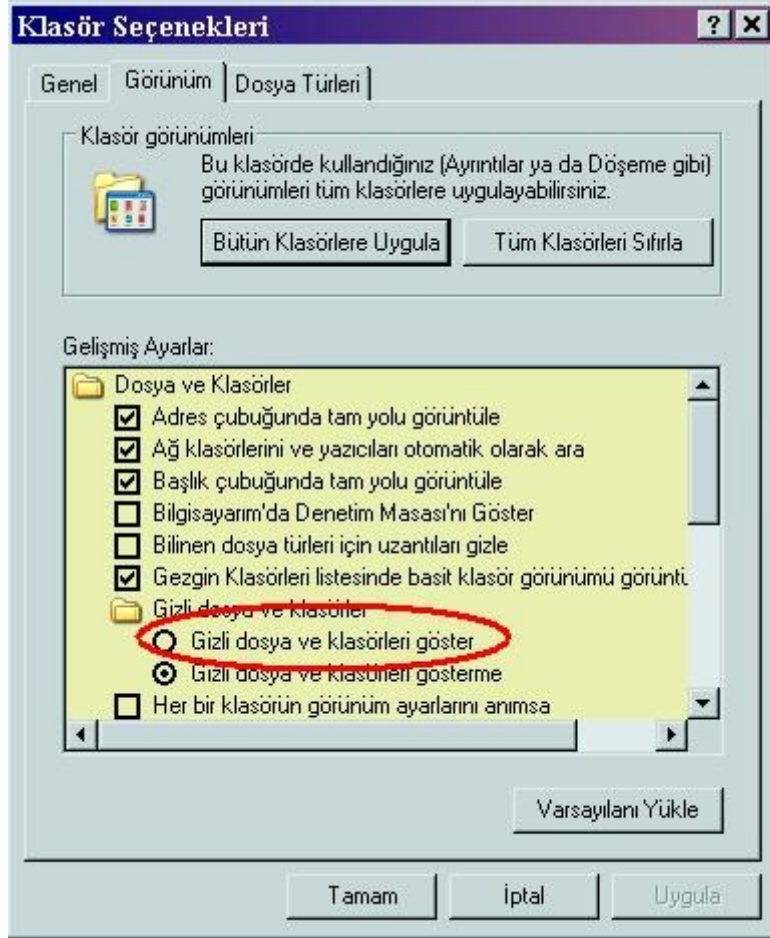 Klasör Seçenekleri
Genel
Görünüm
Dosya Türleri
Klasör görünümleri
Bu klasörde kullandığınız (Ayrıntılar ya da Döşeme gibi)
görünümleri tüm klasörlere uygulayabilirsiniz.
Bütün Klasörlere Uygula
Tüm Klasörleri Sıfırla
Gelişmiş Ayarlar:
Dosya ve Klasörler
Adres çubuğunda tam yolu görüntüle
Ağ klasörlerini ve yazıcıları otomatik olarak ara
Başlık çubuğunda tam yolu görüntüle
Bilgisayarım'da Denetim Masası'nı Göster
Bilinen dosya türleri için uzantıları gizle
Gezgin Klasörleri listesinde basit klasör görünümü görüntü
Gizli dosya ve klasörler
Gizli dosya ve klasörleri göster
Gizli dosya ve klasörleri gösterme
Her bir klasörün görünüm ayarlarını anımsa
Varsayılanı Yükle
Tamam
İptal
Uygula